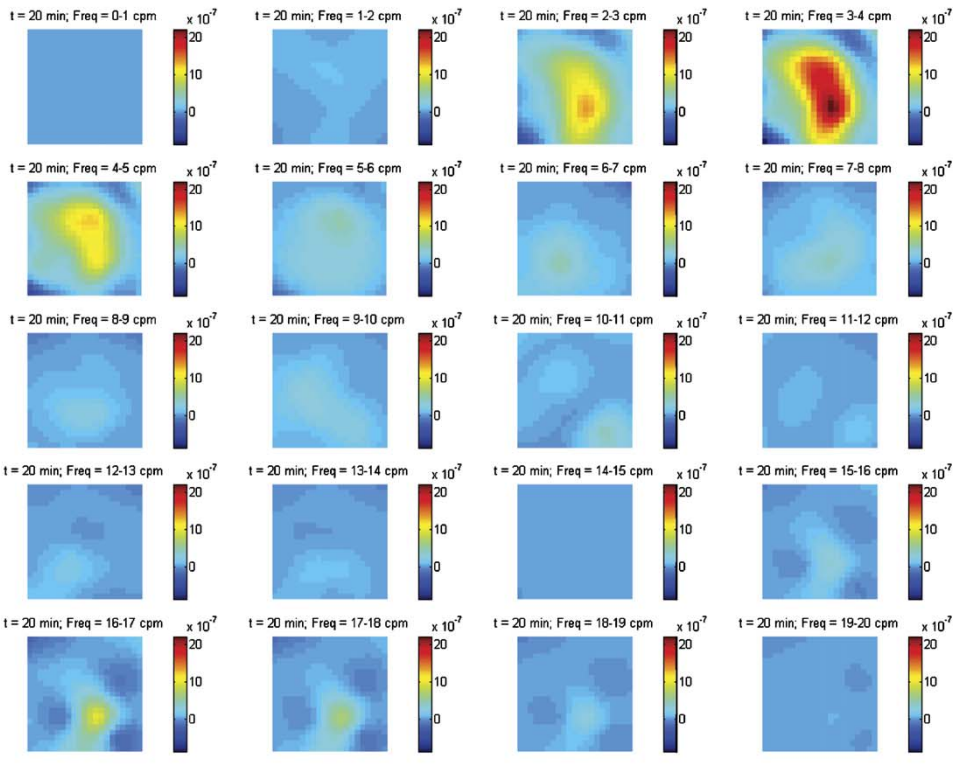 t = 20 min; Freq = 0-1 cpm x 10⁻⁷ t = 20 min; Freq = 1-2 cpm x 10⁻⁷ t = 20 min; Freq = 2-3 cpm x 10⁻⁷ t = 20 min; Freq = 3-4 cpm x 10⁻⁷
20 20 20 20
10 10 10 10
0 0 0 0
t = 20 min; Freq = 4-5 cpm x 10⁻⁷ t = 20 min; Freq = 5-6 cpm x 10⁻⁷ t = 20 min; Freq = 6-7 cpm x 10⁻⁷ t = 20 min; Freq = 7-8 cpm x 10⁻⁷
20 20 20 20
10 10 10 10
0 0 0 0
t = 20 min; Freq = 8-9 cpm x 10⁻⁷ t = 20 min; Freq = 9-10 cpm x 10⁻⁷ t = 20 min; Freq = 10-11 cpm x 10⁻⁷ t = 20 min; Freq = 11-12 cpm x 10⁻⁷
20 20 20 20
10 10 10 10
0 0 0 0
t = 20 min; Freq = 12-13 cpm x 10⁻⁷ t = 20 min; Freq = 13-14 cpm x 10⁻⁷ t = 20 min; Freq = 14-15 cpm x 10⁻⁷ t = 20 min; Freq = 15-16 cpm x 10⁻⁷
20 20 20 20
10 10 10 10
0 0 0 0
t = 20 min; Freq = 16-17 cpm x 10⁻⁷ t = 20 min; Freq = 17-18 cpm x 10⁻⁷ t = 20 min; Freq = 18-19 cpm x 10⁻⁷ t = 20 min; Freq = 19-20 cpm x 10⁻⁷
20 20 20 20
10 10 10 10
0 0 0 0